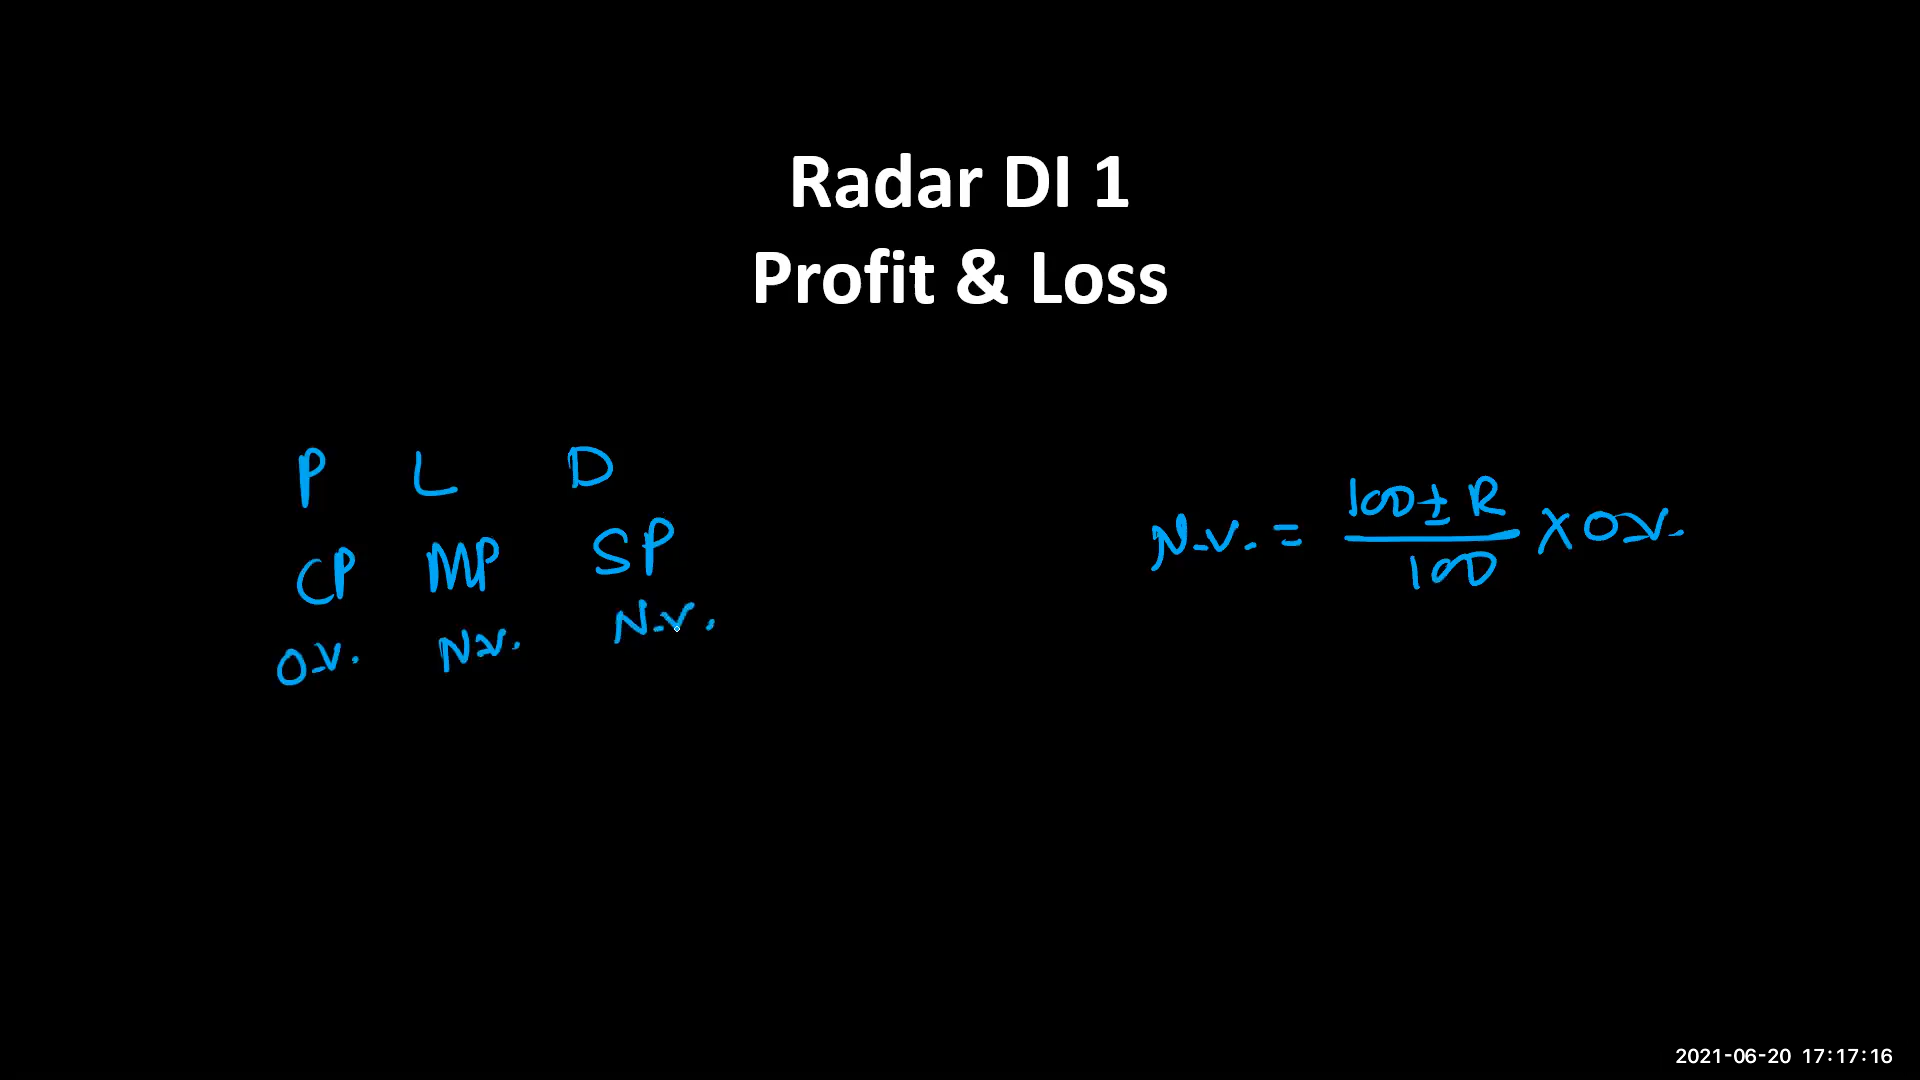 Radar DI 1
Profit & Loss
P L D
CP MP SP
O.V. N.V. N.V.
N.V. = 100 ± R / 100 × O.V.
2021-06-20 17:17:16